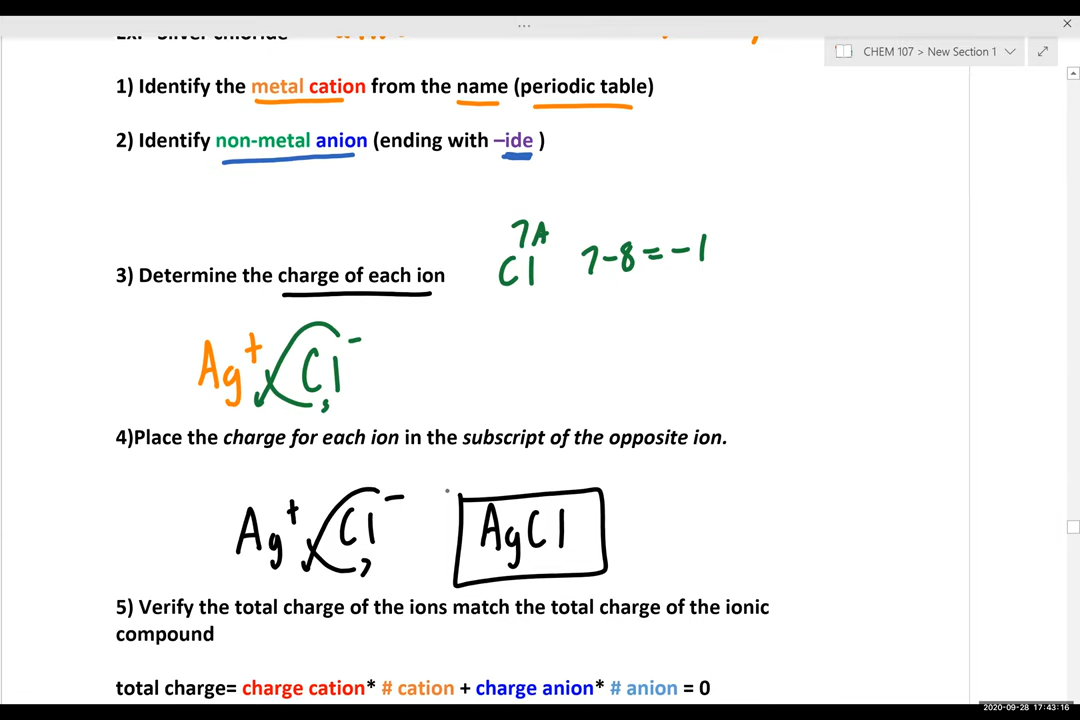 Ex. Silver chloride
CHEM 107 > New Section 1
1) Identify the metal cation from the name (periodic table)
2) Identify non-metal anion (ending with –ide )
7A
Cl 7-8=-1
3) Determine the charge of each ion
Ag+ Cl-
4)Place the charge for each ion in the subscript of the opposite ion.
Ag+ Cl- AgCl
5) Verify the total charge of the ions match the total charge of the ionic
compound
total charge= charge cation* # cation + charge anion* # anion = 0
2020-09-28 17:43:16